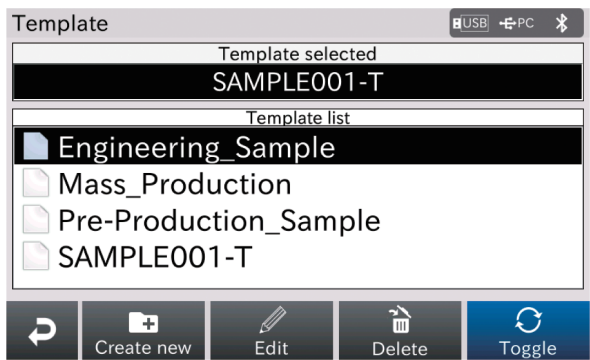 Template
USB PC
Template selected
SAMPLE001-T
Template list
Engineering_Sample
Mass_Production
Pre-Production_Sample
SAMPLE001-T
Create new Edit Delete Toggle